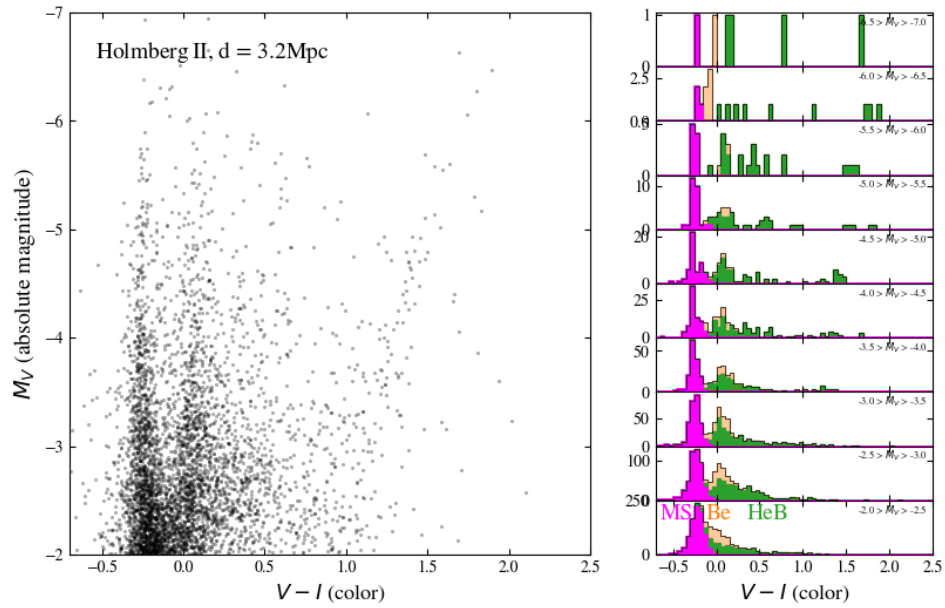 Holmberg II, d = 3.2Mpc
−7
−6
−5
−4
−3
−2
M_V (absolute magnitude)
−0.5
0.0
0.5
1.0
1.5
2.0
2.5
V − I (color)
1
0
-6.5 > M_V > -7.0
2.5
-6.0 > M_V > -6.5
-5.5 > M_V > -6.0
10
-5.0 > M_V > -5.5
20
0
-4.5 > M_V > -5.0
25
0
-4.0 > M_V > -4.5
50
0
-3.5 > M_V > -4.0
50
0
-3.0 > M_V > -3.5
100
-2.5 > M_V > -3.0
MS
Be
HeB
-2.0 > M_V > -2.5
0
−0.5
0.0
0.5
1.0
1.5
2.0
2.5
V − I (color)